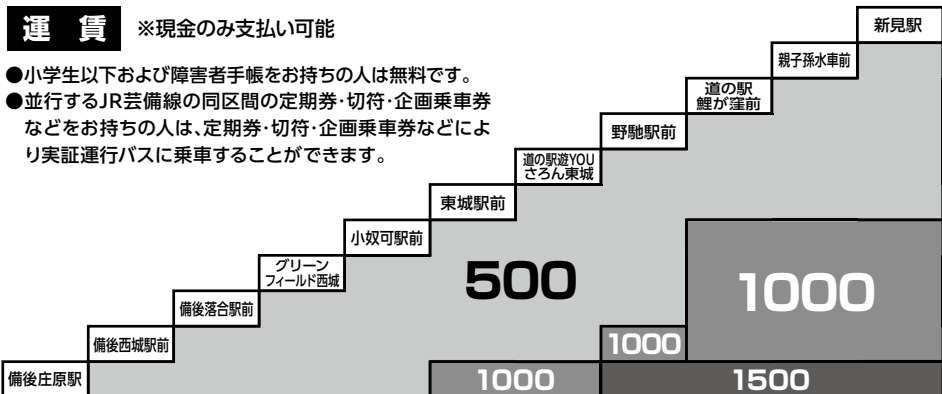 運 賃 ※現金のみ支払い可能
●小学生以下および障害者手帳をお持ちの人は無料です。
●並行するJR芸備線の同区間の定期券・切符・企画乗車券
などをお持ちの人は、定期券・切符・企画乗車券などによ
り実証運行バスに乗車することができます。
新見駅
親子孫水車前
道の駅
鯉が窪前
野馳駅前
道の駅遊YOU
さろん東城
東城駅前
小奴可駅前
グリーン
フィールド西城
備後落合駅前
備後西城駅前
備後庄原駅
500
1000
1000
1000
1500